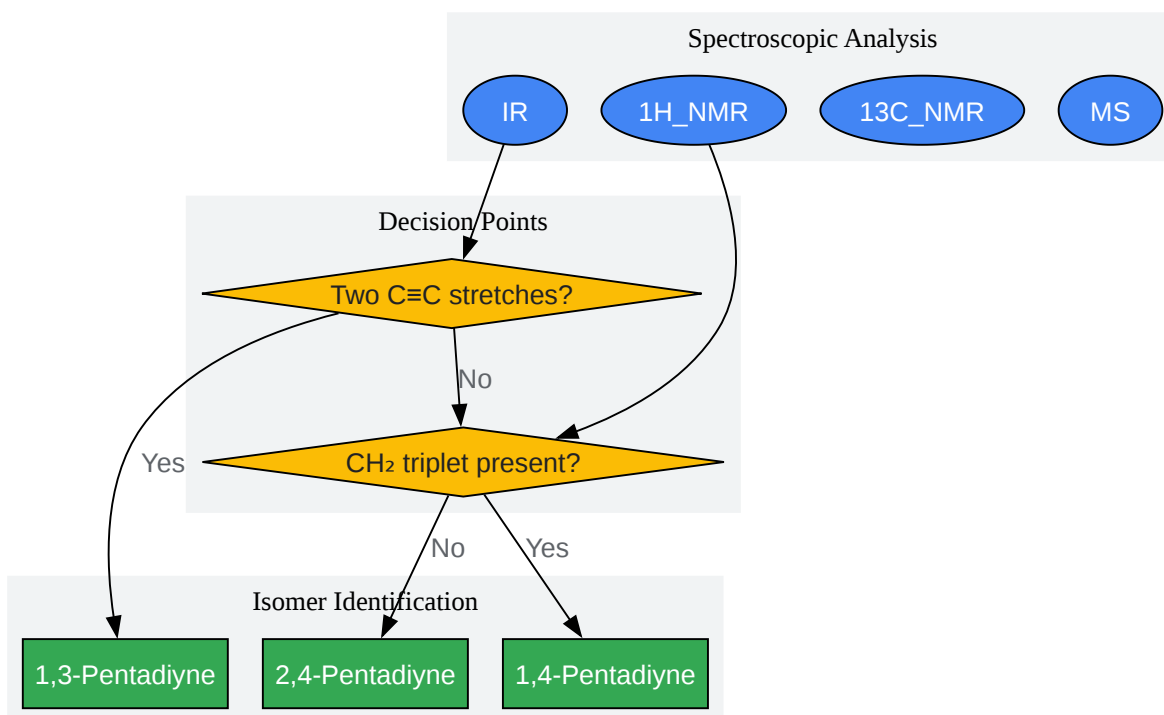 Spectroscopic Analysis
IR
1H_NMR
13C_NMR
MS
Decision Points
Two C≡C stretches?
No
Yes
CH₂ triplet present?
No
Yes
Isomer Identification
1,3-Pentadiyne
2,4-Pentadiyne
1,4-Pentadiyne